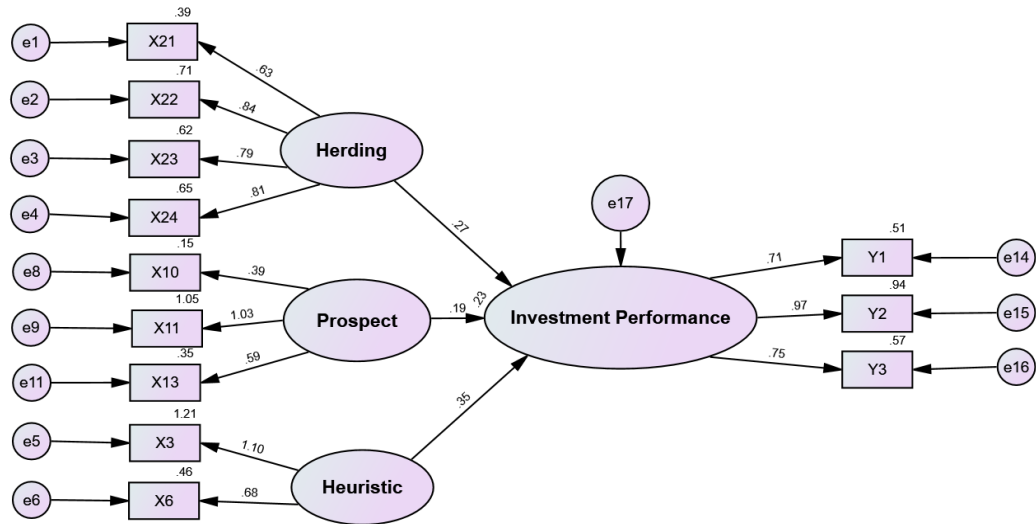 .39
e1
X21
.63
.71
e2
X22
.84
.62
e3
X23
.79
Herding
.65
e4
X24
.81
.15
e8
X10
.39
1.05
e9
X11
1.03
Prospect
.35
e11
X13
.59
1.21
e5
X3
1.10
.46
e6
X6
.68
Heuristic
.27
.19
.23
.35
e17
Investment Performance
.51
.71
Y1
e14
.94
.97
Y2
e15
.57
.75
Y3
e16